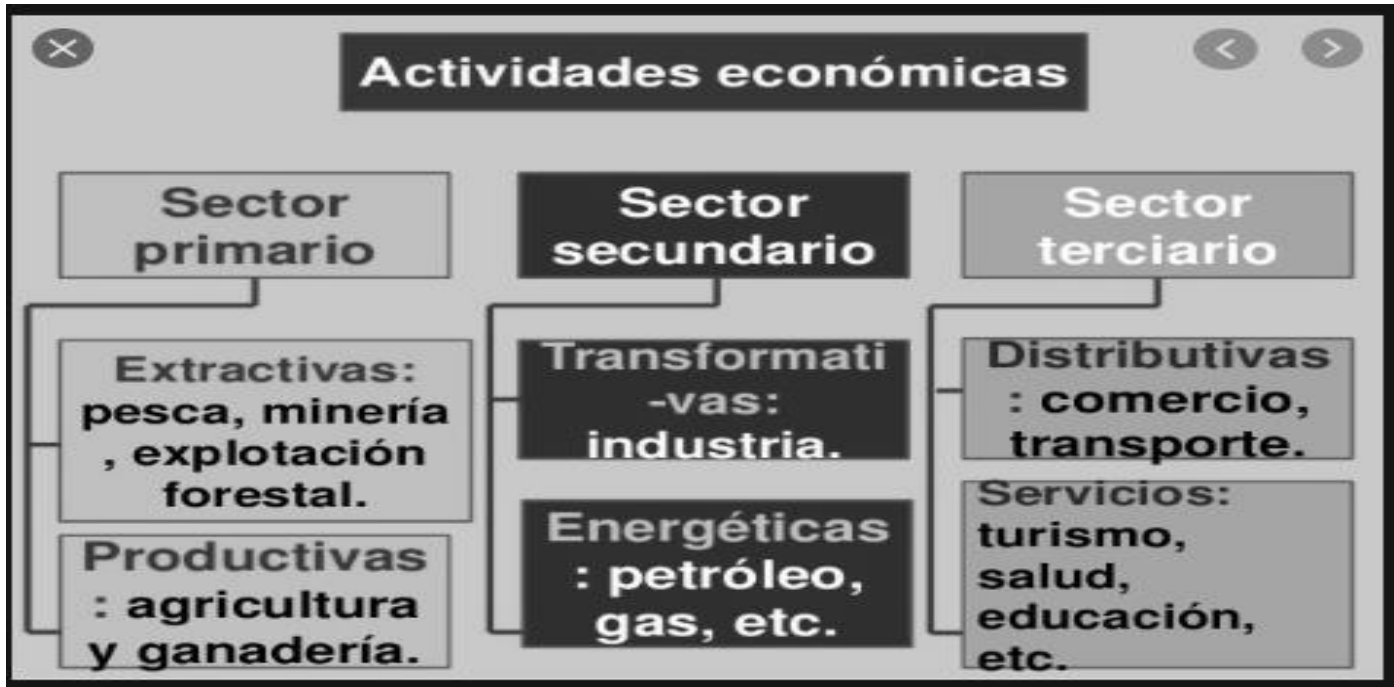 Actividades económicas
Sector
primario
Extractivas:
pesca, minería
, explotación
forestal.
Productivas
: agricultura
y ganadería.
Sector
secundario
Transformati
-vas:
industria.
Energéticas
: petróleo,
gas, etc.
Sector
terciario
Distributivas
: comercio,
transporte.
Servicios:
turismo,
salud,
educación,
etc.